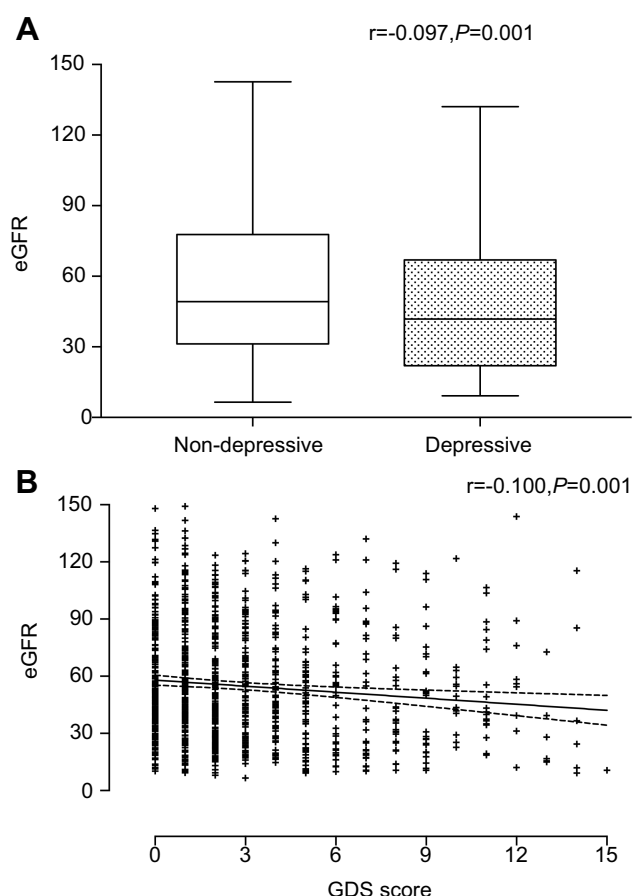 A
r=-0.097,P=0.001
150
120
90
60
30
0
eGFR
Non-depressive Depressive
B
r=-0.100,P=0.001
150
120
90
60
30
0
eGFR
0 3 6 9 12 15
GDS score